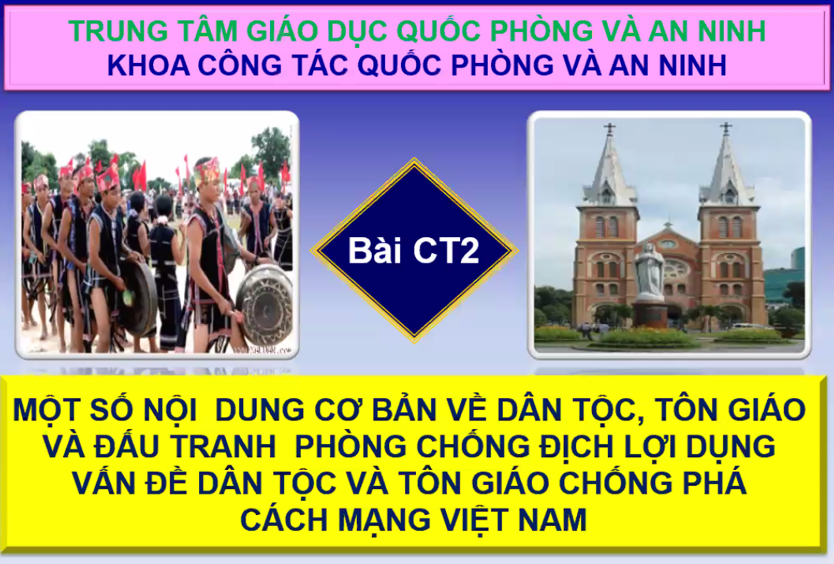 TRUNG TÂM GIÁO DỤC QUỐC PHÒNG VÀ AN NINH
KHOA CÔNG TÁC QUỐC PHÒNG VÀ AN NINH
Bài CT2
MỘT SỐ NỘI DUNG CƠ BẢN VỀ DÂN TỘC, TÔN GIÁO
VÀ ĐẤU TRANH PHÒNG CHỐNG ĐỊCH LỢI DỤNG
VẤN ĐỀ DÂN TỘC VÀ TÔN GIÁO CHỐNG PHÁ
CÁCH MẠNG VIỆT NAM